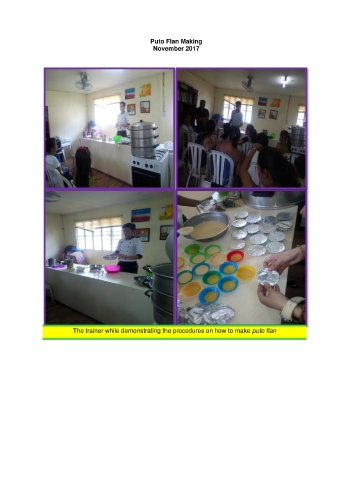 Puto Flan Making
November 2017
The trainer while demonstrating the procedures on how to make puto flan